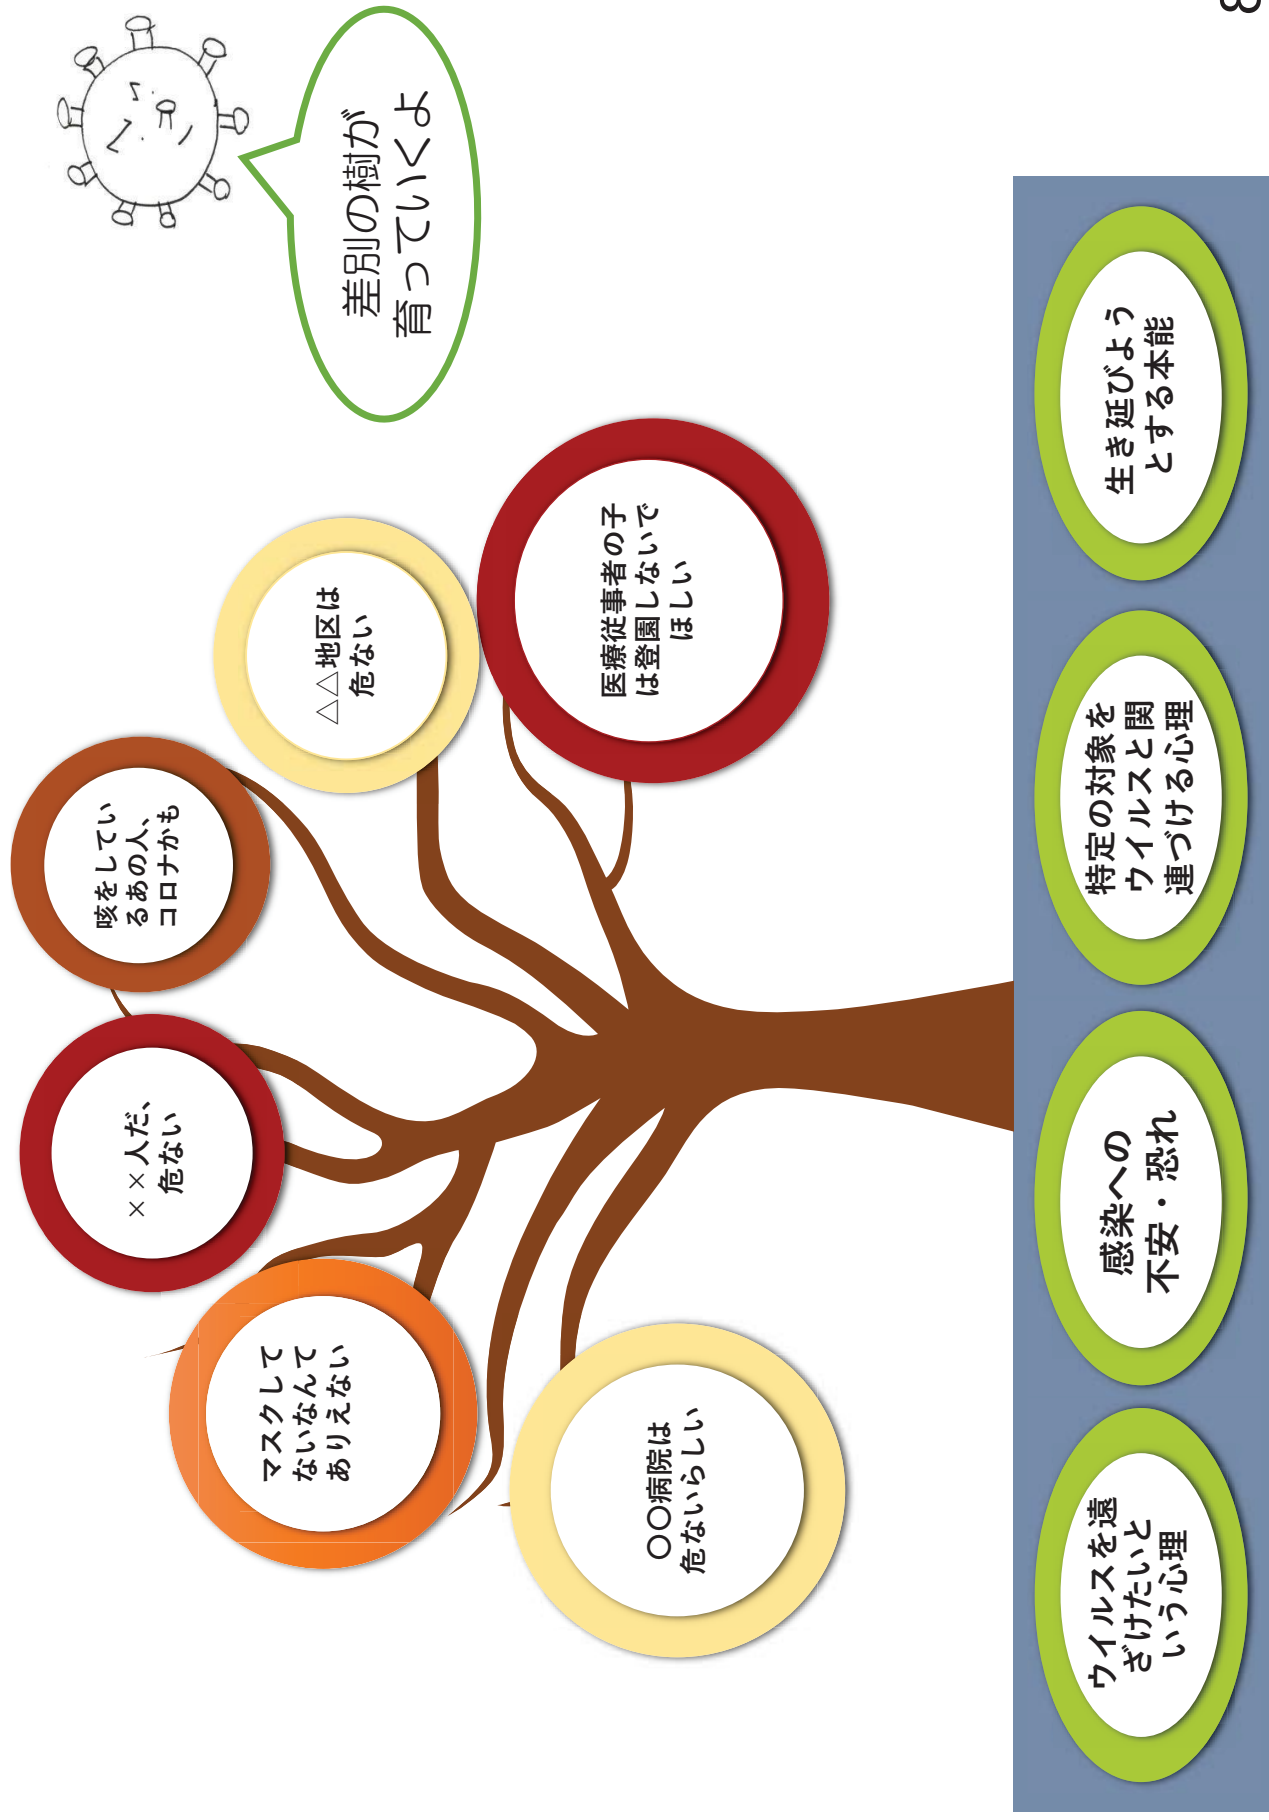 差別の樹が
育っていくよ
咳をしてい
るあの人、
コロナかも
××人だ、
危ない
△△地区は
危ない
マスクして
ないなんて
ありえない
医療従事者の子
は登園しないで
ほしい
〇〇病院は
危ないらしい
ウイルスを遠
ざけたいと
いう心理
感染への
不安・恐れ
特定の対象を
ウイルスと関
連づける心理
生き延びよう
とする本能
8